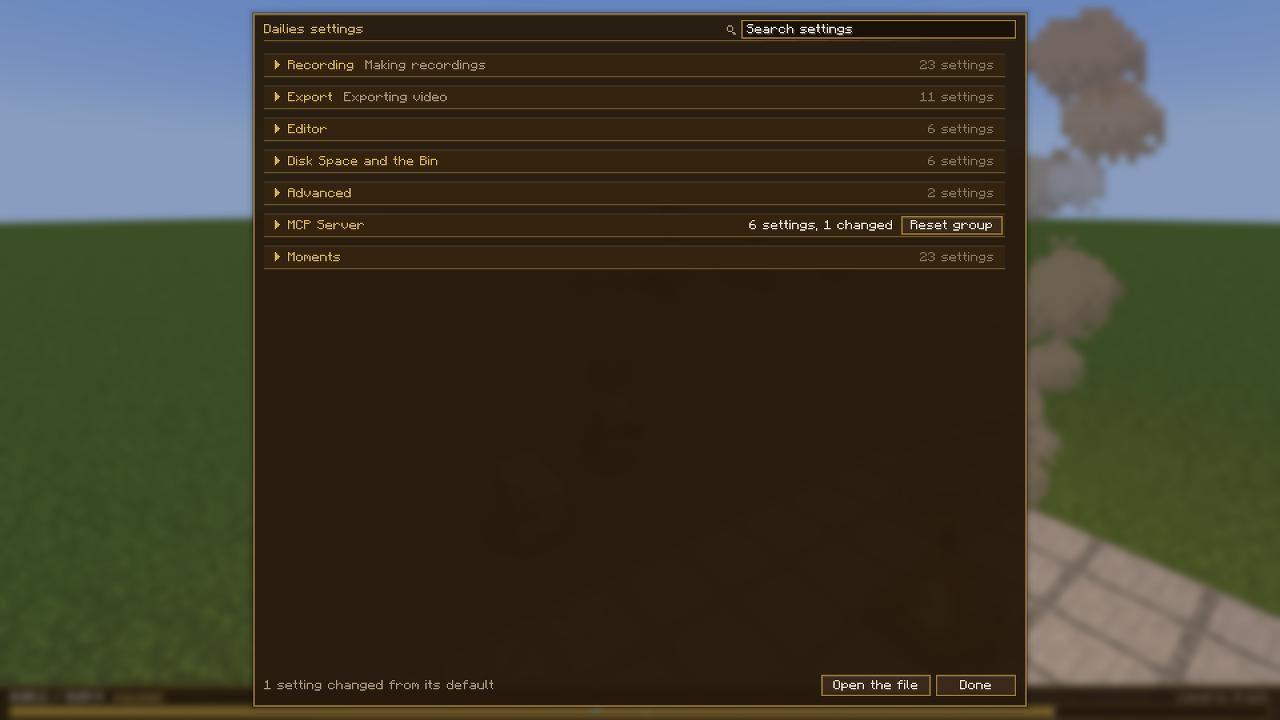 Dailies settings
Search settings
Recording Making recordings 23 settings
Export Exporting video 11 settings
Editor 6 settings
Disk Space and the Bin 6 settings
Advanced 2 settings
MCP Server 6 settings, 1 changed Reset group
Moments 23 settings
1 setting changed from its default Open the file Done